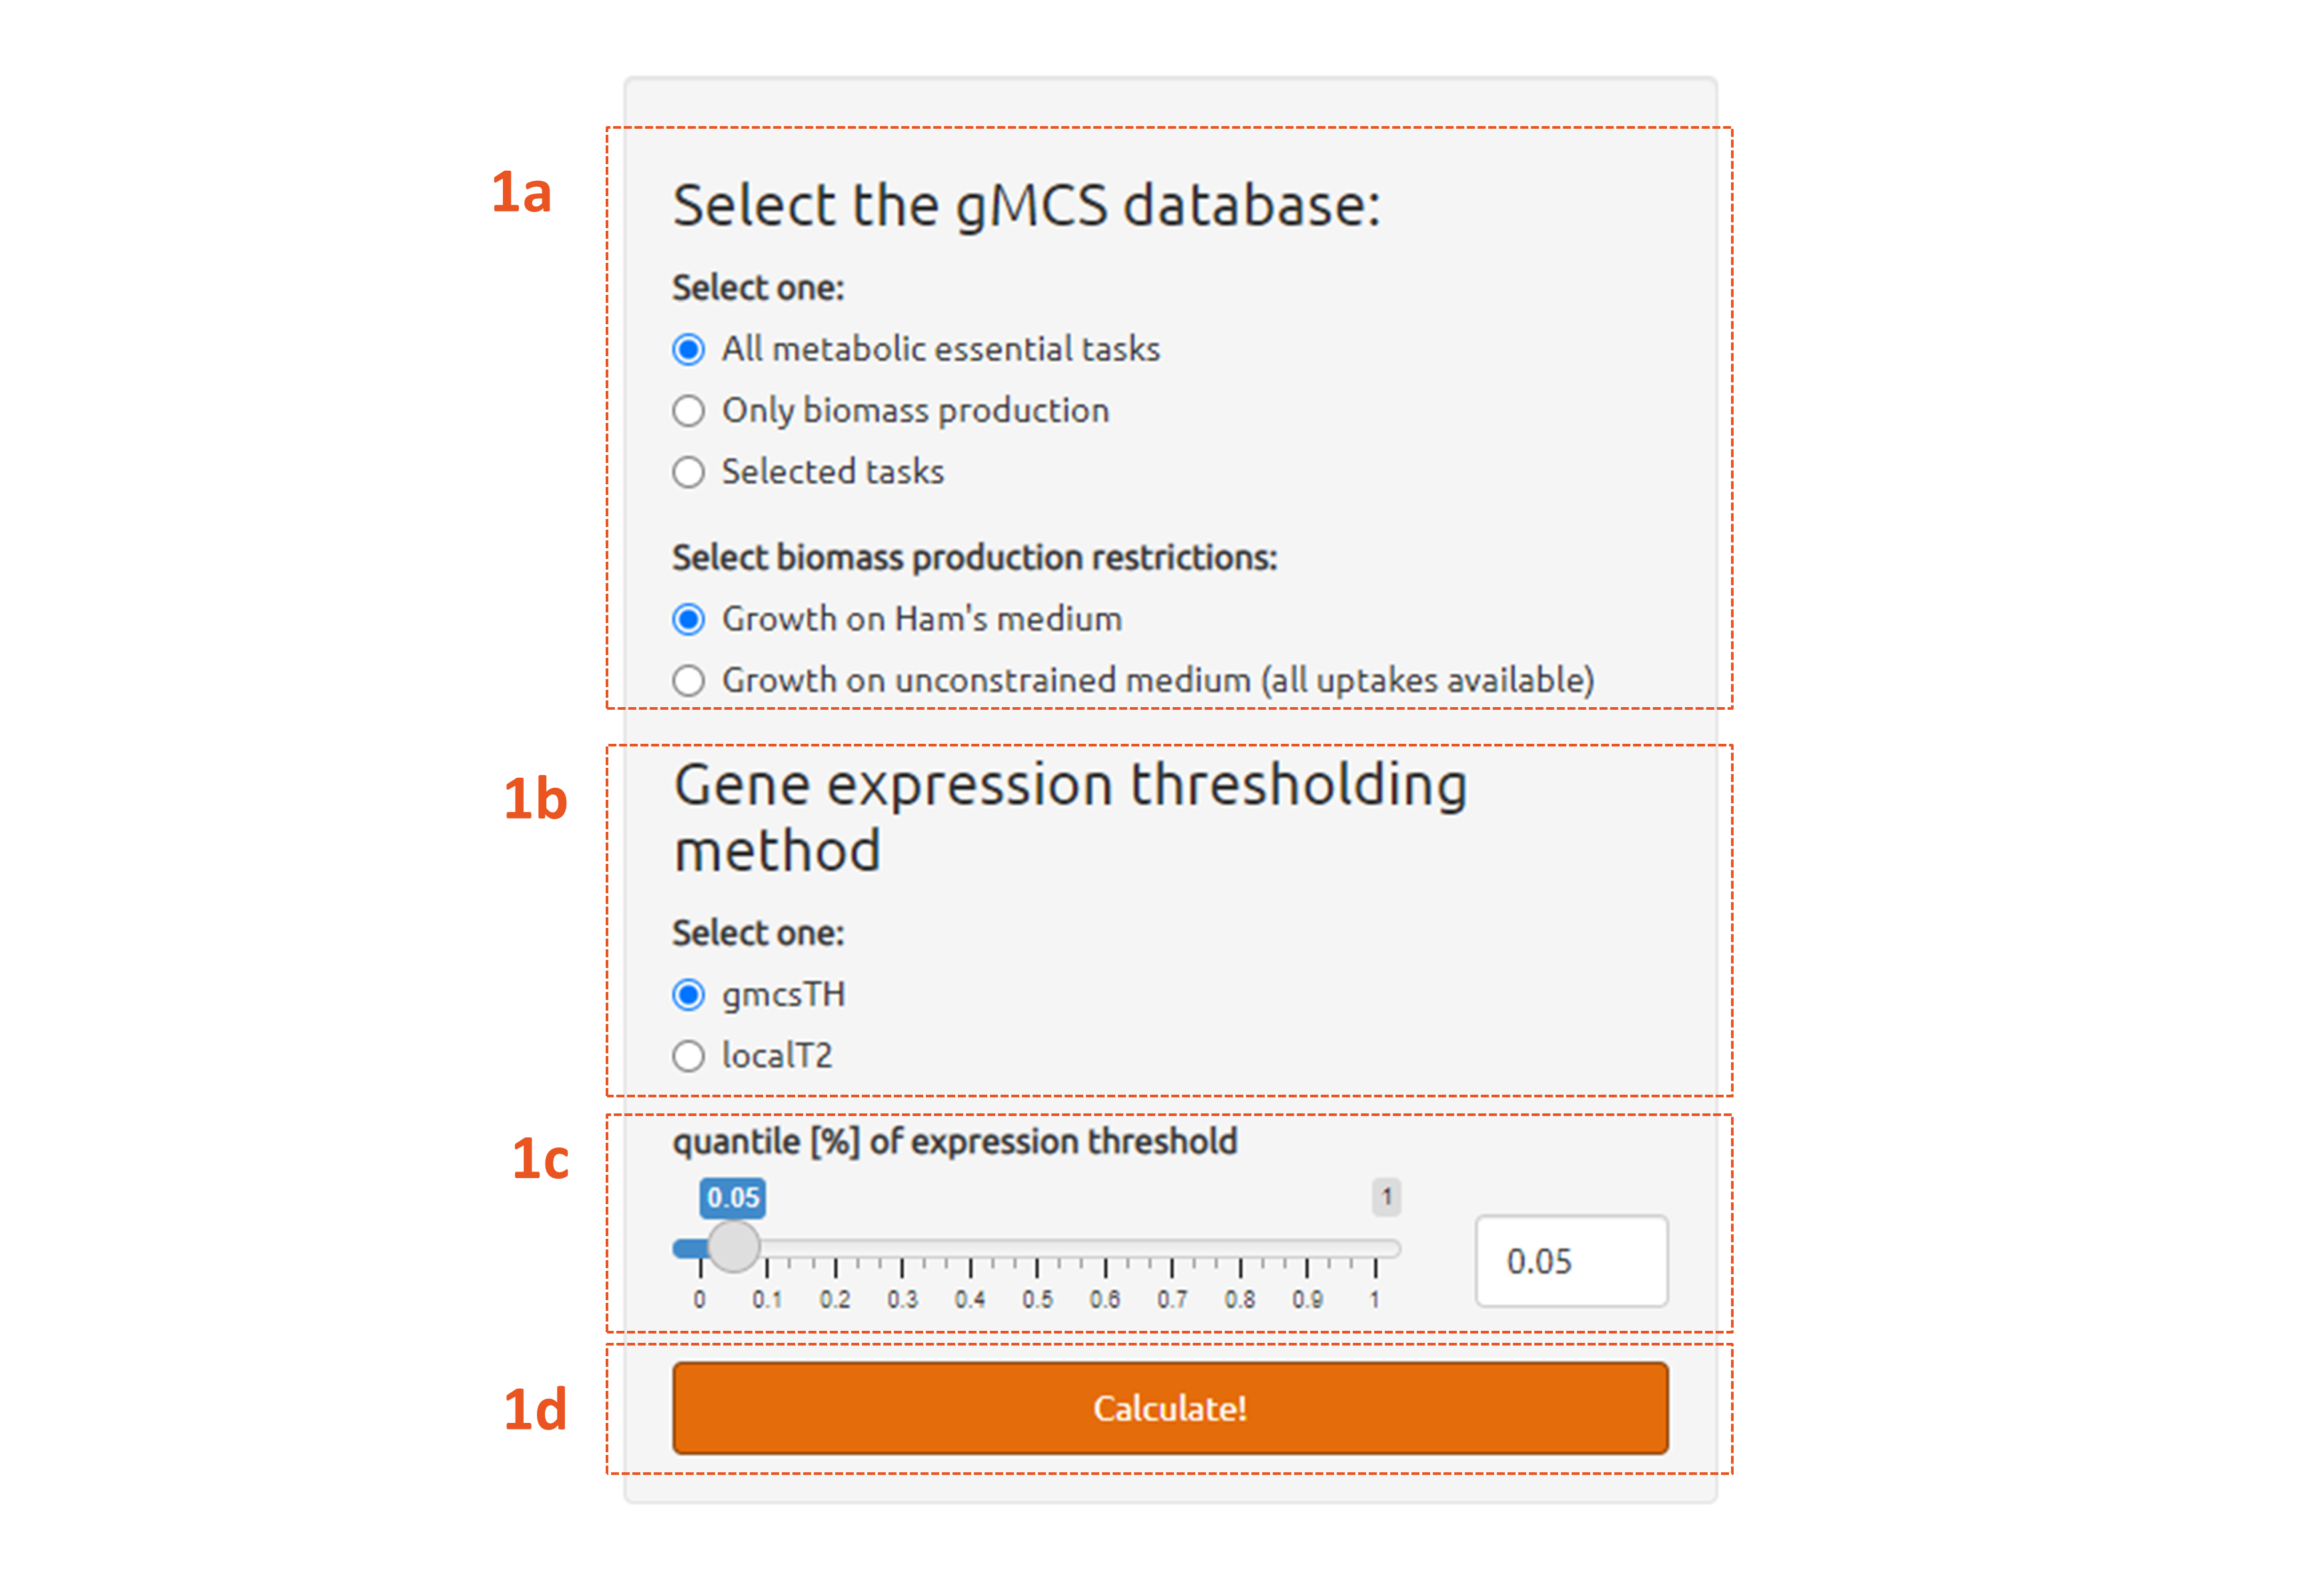 1a
Select the gMCS database:
Select one:
All metabolic essential tasks
Only biomass production
Selected tasks
Select biomass production restrictions:
Growth on Ham's medium
Growth on unconstrained medium (all uptakes available)
1b
Gene expression thresholding
method
Select one:
gmcsTH
localT2
1c
quantile [%] of expression threshold
0.05 1
0.05
0 0.1 0.2 0.3 0.4 0.5 0.6 0.7 0.8 0.9 1
1d
Calculate!